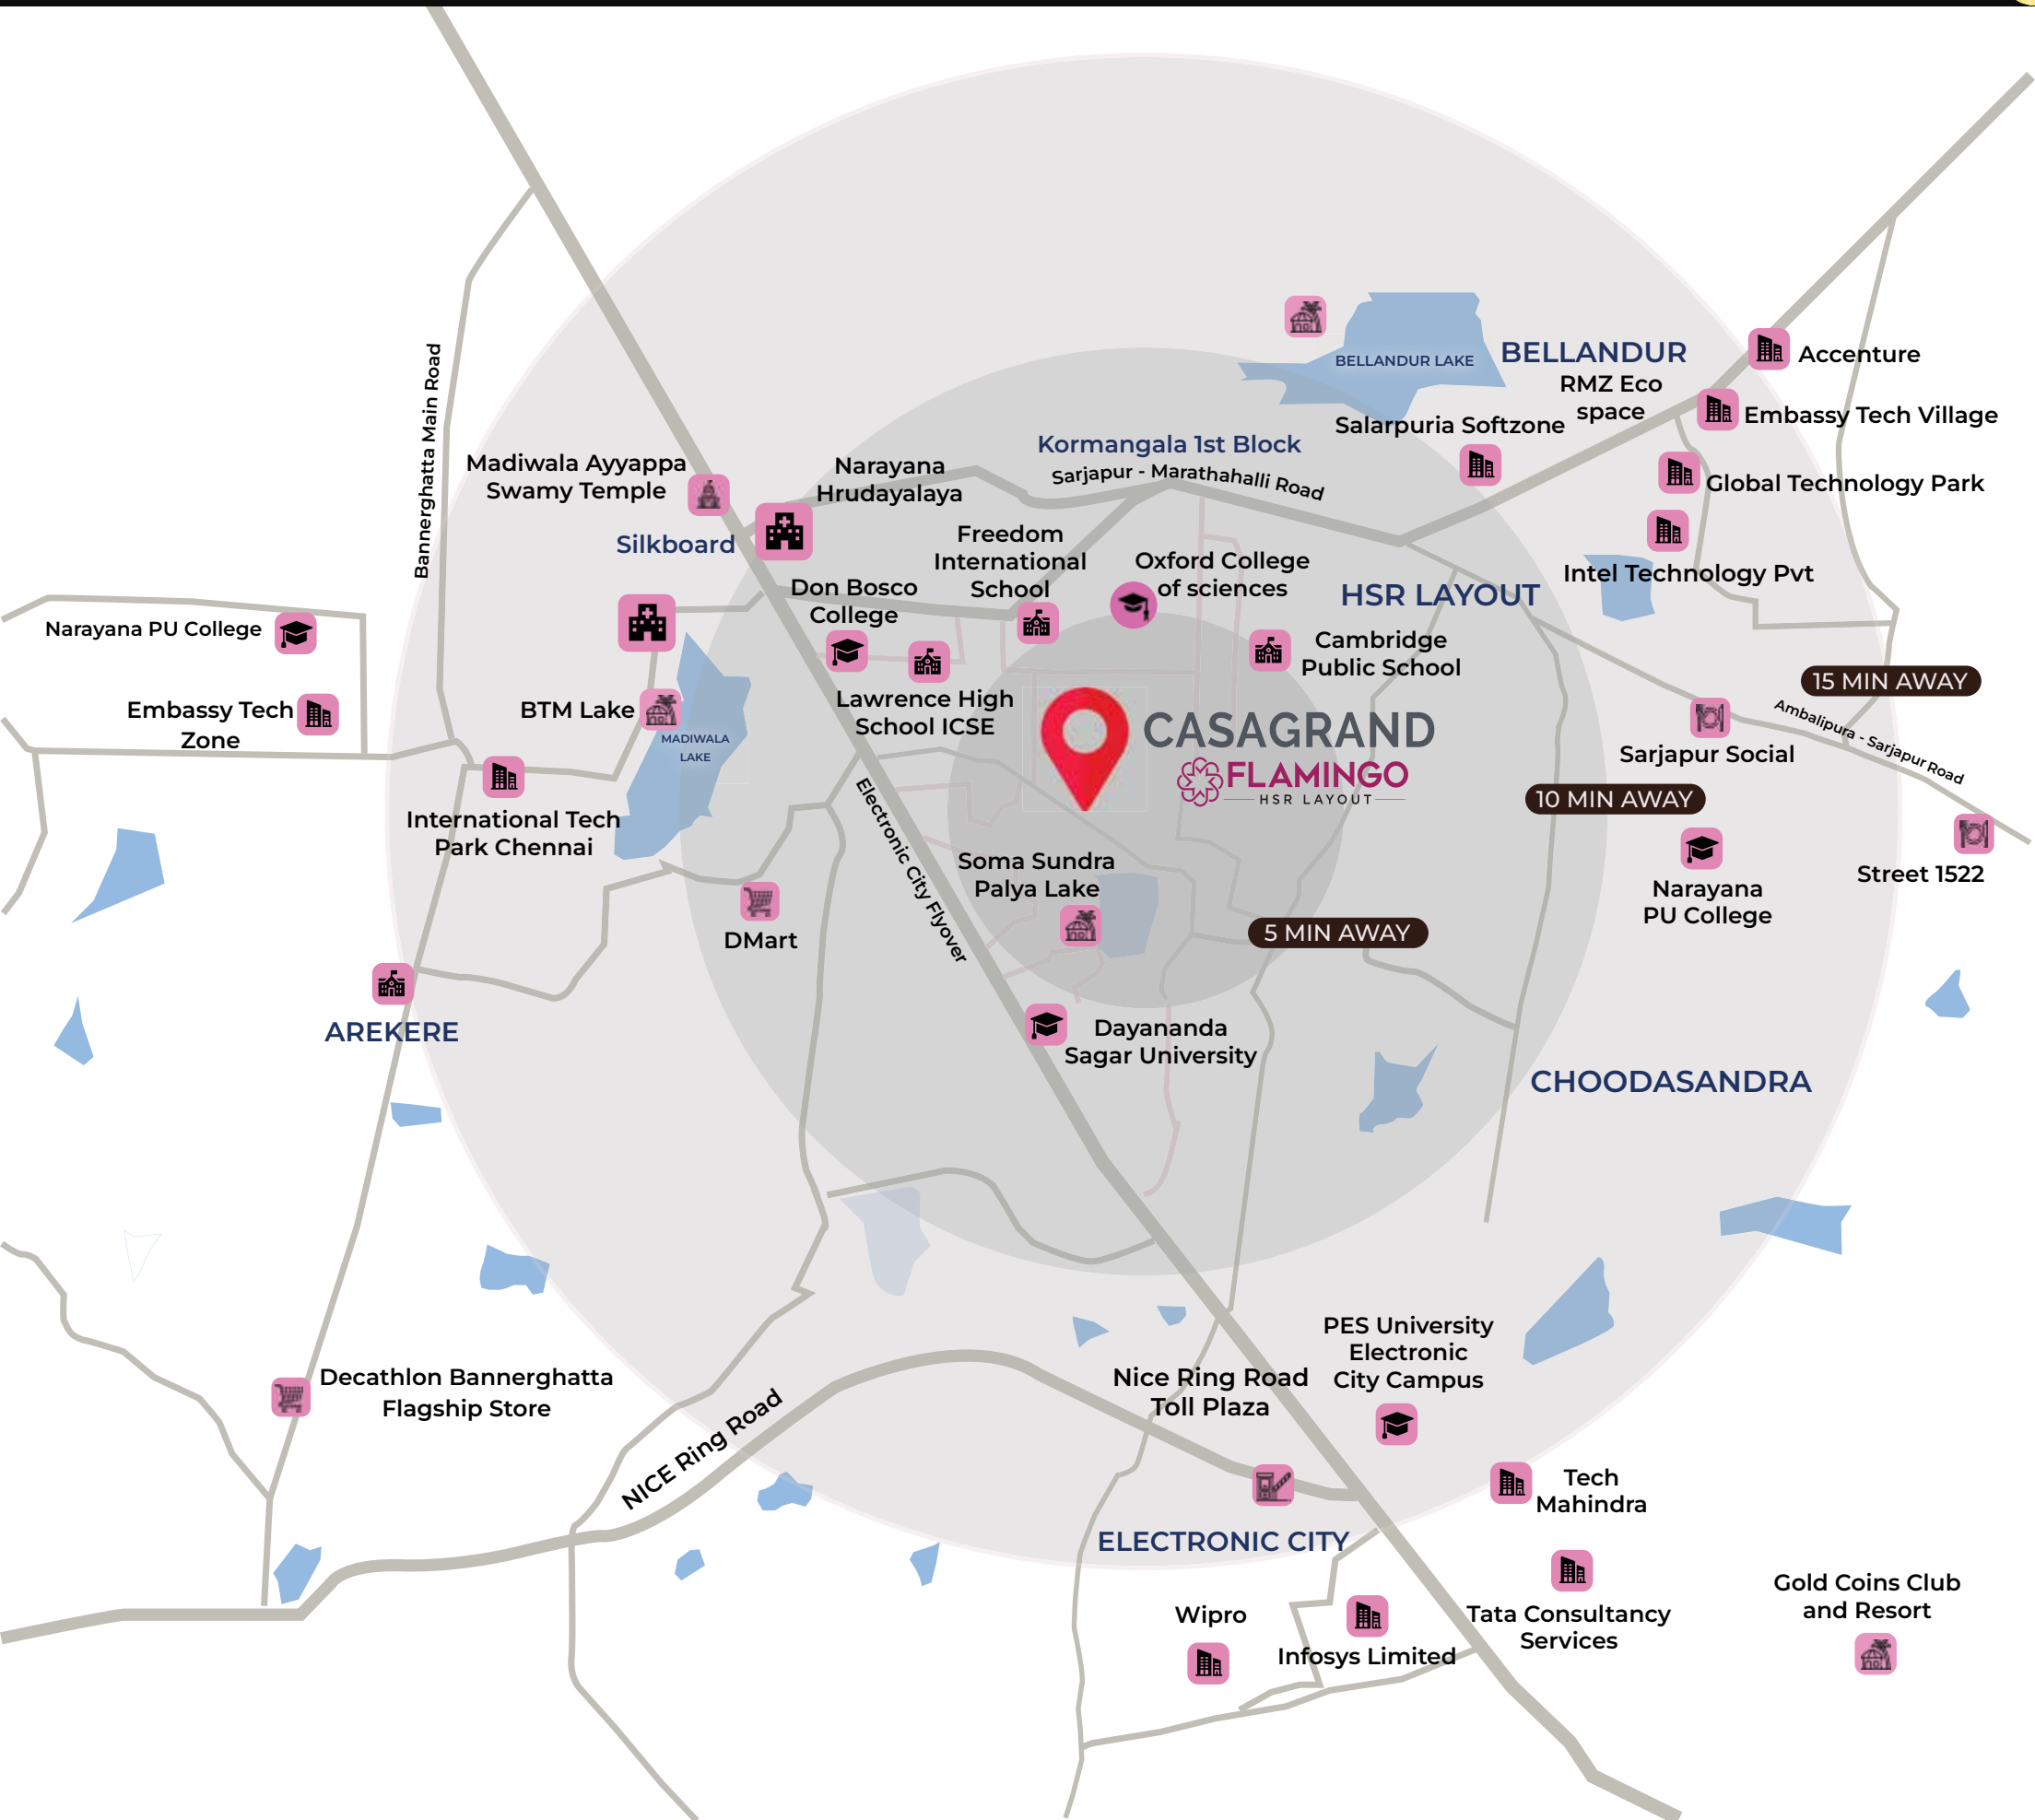 BELLANDUR LAKE
BELLANDUR
RMZ Eco
space
Accenture
Embassy Tech Village
Salarpuria Softzone
Kormangala 1st Block
Sarjapur - Marathahalli Road
Global Technology Park
Intel Technology Pvt
Bannerghatta Main Road
Madiwala Ayyappa
Swamy Temple
Narayana
Hrudayalaya
Silkboard
Freedom
International
School
Oxford College
of sciences
HSR LAYOUT
Don Bosco
College
Cambridge
Public School
Narayana PU College
Embassy Tech
Zone
BTM Lake
MADIWALA
LAKE
Lawrence High
School ICSE
CASAGRAND
FLAMINGO
HSR LAYOUT
15 MIN AWAY
Ambalipura - Sarjapur Road
Sarjapur Social
10 MIN AWAY
International Tech
Park Chennai
Electronic City Flyover
Soma Sundra
Palya Lake
Narayana
PU College
Street 1522
DMart
5 MIN AWAY
AREKERE
Dayananda
Sagar University
CHOODASANDRA
Decathlon Bannerghatta
Flagship Store
NICE Ring Road
Nice Ring Road
Toll Plaza
PES University
Electronic
City Campus
Tech
Mahindra
ELECTRONIC CITY
Wipro
Infosys Limited
Tata Consultancy
Services
Gold Coins Club
and Resort